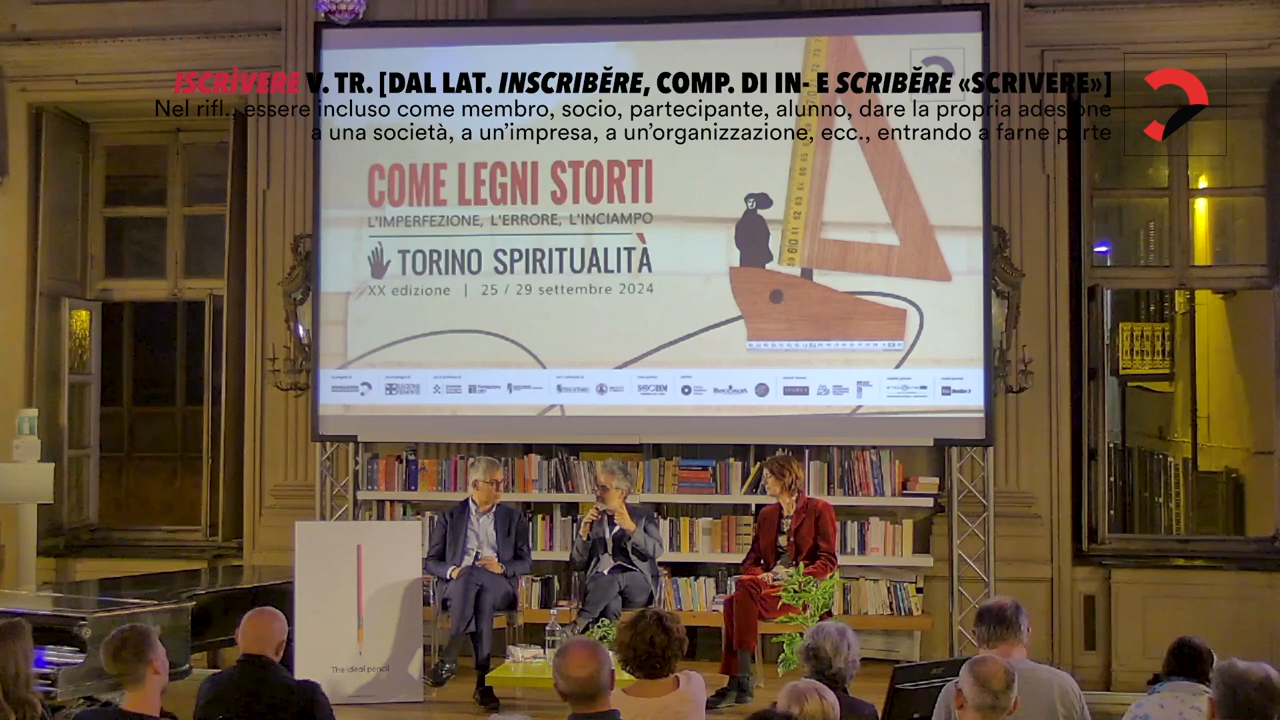 ISCRÌVERE V. TR. [DAL LAT. INSCRIBĔRE, COMP. DI IN- E SCRIBĔRE «SCRIVERE»]
Nel rifl., essere incluso come membro, socio, partecipante, alunno, dare la propria adesione
a una società, a un’impresa, a un’organizzazione, ecc., entrando a farne parte
COME LEGNI STORTI
L'IMPERFEZIONE, L'ERRORE, L'INCIAMPO
TORINO SPIRITUALITÀ
XX edizione | 25 / 29 settembre 2024
The ideal pencil